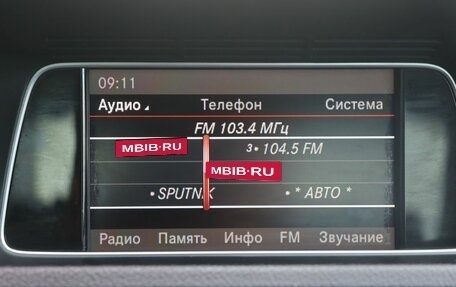 09:11
Аудио Телефон Система
FM 103.4 МГц
MBIB.RU 3• 104.5 FM
MBIB.RU
• SPUTNIK • * АВТО *
Радио Память Инфо FM Звучание